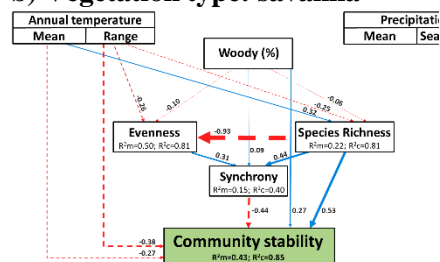 b) Vegetation type: savanna
Annual temperature
Mean Range
Precipitati
Mean Sea
Woody (%)
-0.26
-0.10
0.32
-0.25
-0.06
Evenness
R²m=0.50; R²c=0.81
-0.93
Species Richness
R²m=0.22; R²c=0.81
0.31
0.09
0.44
Synchrony
R²m=0.15; R²c=0.40
-0.44
0.27
0.53
-0.38
-0.27
Community stability
R²m=0.43; R²c=0.85